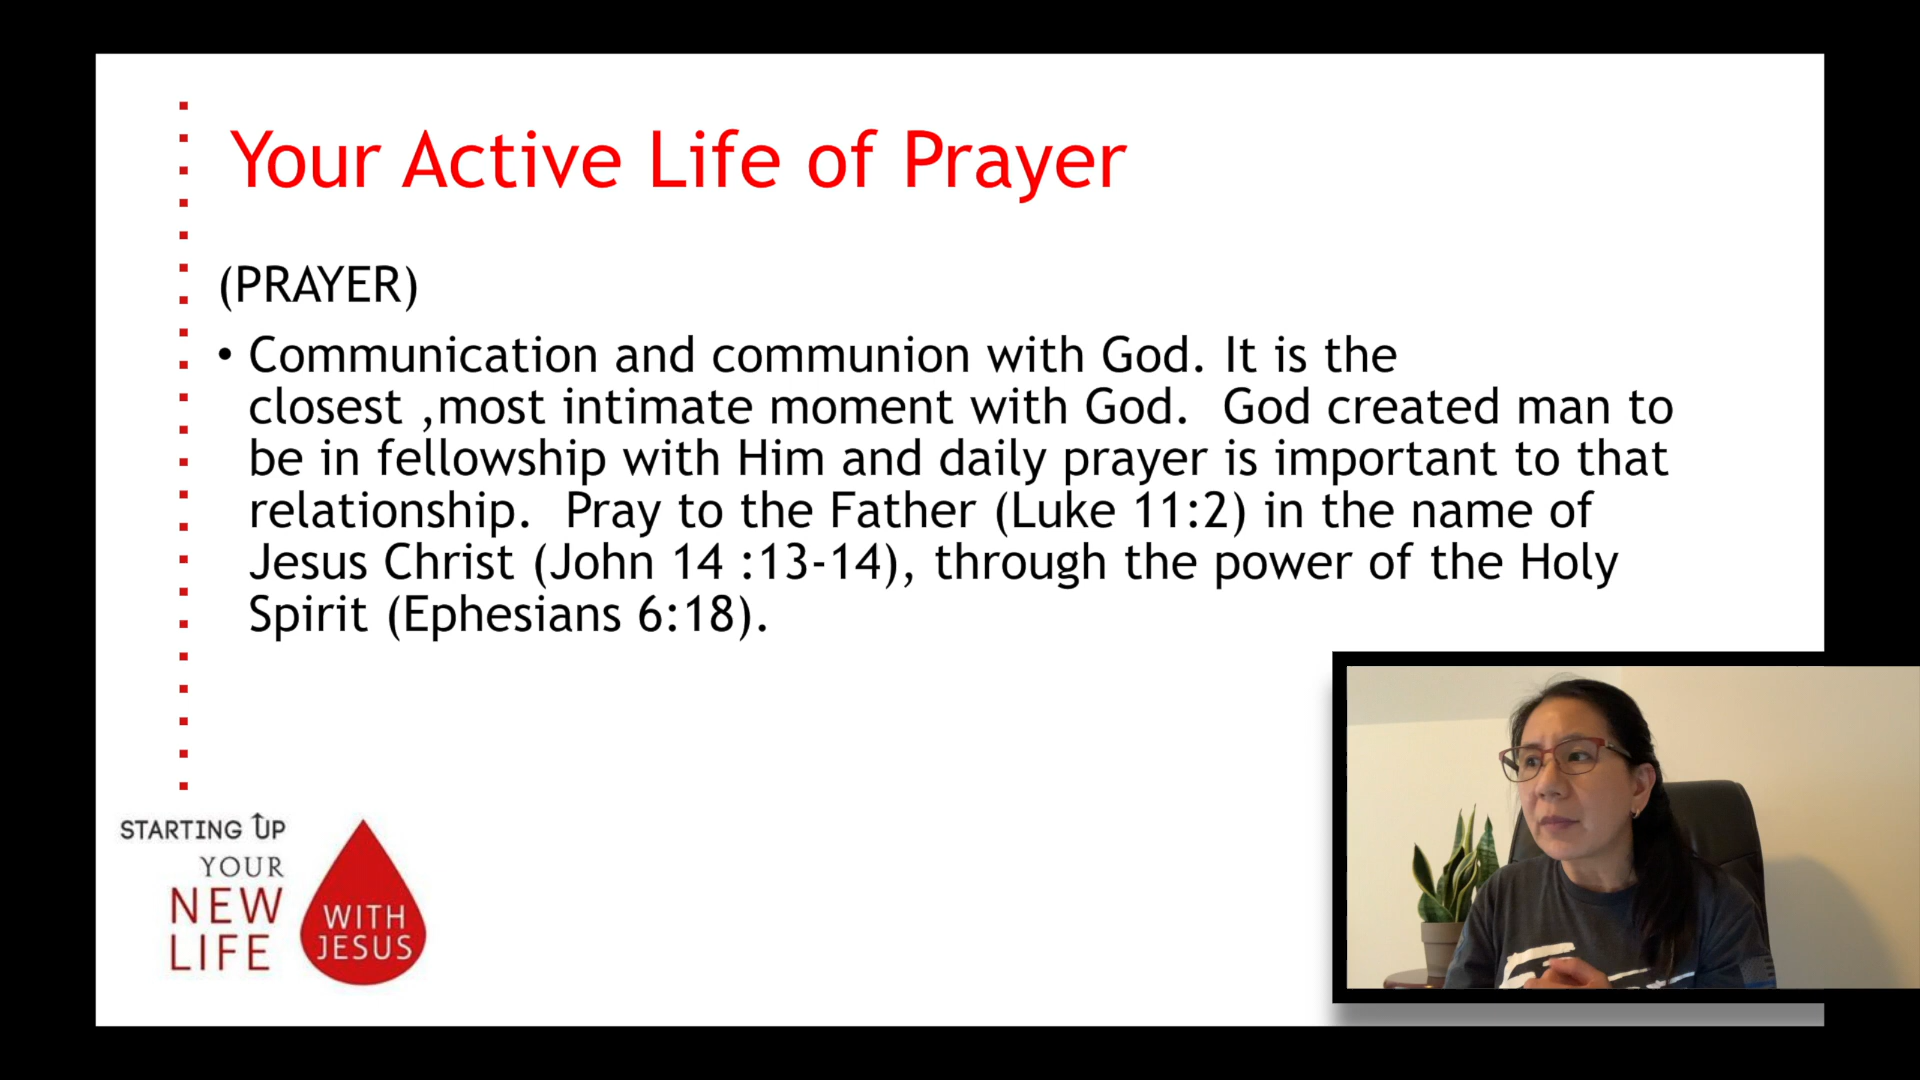 Your Active Life of Prayer
(PRAYER)
• Communication and communion with God. It is the
closest ,most intimate moment with God.  God created man to
be in fellowship with Him and daily prayer is important to that
relationship.  Pray to the Father (Luke 11:2) in the name of
Jesus Christ (John 14 :13-14), through the power of the Holy
Spirit (Ephesians 6:18).
STARTING UP
YOUR
NEW
LIFE
WITH
JESUS